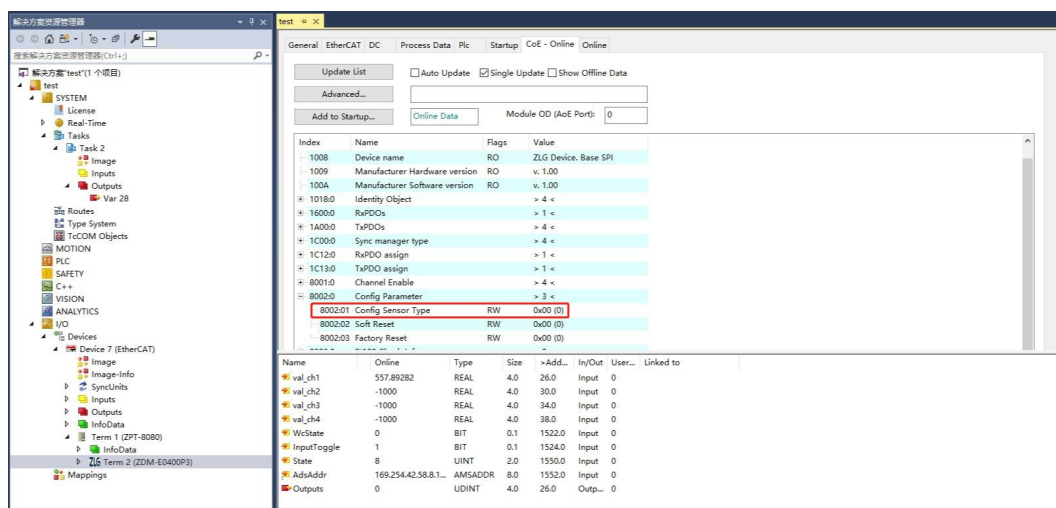 解决方案资源管理器
搜索解决方案资源管理器(Ctrl+;)
解决方案"test"(1 个项目)
test
SYSTEM
License
Real-Time
Tasks
Task 2
Image
Inputs
Outputs
Var 28
Routes
Type System
TcCOM Objects
MOTION
PLC
SAFETY
C++
VISION
ANALYTICS
I/O
Devices
Device 7 (EtherCAT)
Image
Image-Info
SyncUnits
Inputs
Outputs
InfoData
Term 1 (ZPT-8080)
InfoData
ZLG Term 2 (ZDM-E0400P3)
Mappings
test
General EtherCAT DC Process Data Plc Startup CoE - Online Online
Update List Auto Update Single Update Show Offline Data
Advanced...
Add to Startup... Online Data Module OD (AoE Port): 0
Index Name Flags Value
1008 Device name RO ZLG Device. Base SPI
1009 Manufacturer Hardware version RO v. 1.00
100A Manufacturer Software version RO v. 1.00
1018:0 Identity Object > 4 <
1600:0 RxPDOs > 1 <
1A00:0 TxPDOs > 4 <
1C00:0 Sync manager type > 4 <
1C12:0 RxPDO assign > 1 <
1C13:0 TxPDO assign > 1 <
8001:0 Channel Enable > 4 <
8002:0 Config Parameter > 3 <
8002:01 Config Sensor Type RW 0x00 (0)
8002:02 Soft Reset RW 0x00 (0)
8002:03 Factory Reset RW 0x00 (0)
Name Online Type Size >Add... In/Out User... Linked to
val_ch1 557.89282 REAL 4.0 26.0 Input 0
val_ch2 -1000 REAL 4.0 30.0 Input 0
val_ch3 -1000 REAL 4.0 34.0 Input 0
val_ch4 -1000 REAL 4.0 38.0 Input 0
WcState 0 BIT 0.1 1522.0 Input 0
InputToggle 1 BIT 0.1 1524.0 Input 0
State 8 UINT 2.0 1550.0 Input 0
AdsAddr 169.254.42.58.8.1... AMSADDR 8.0 1552.0 Input 0
Outputs 0 UDINT 4.0 26.0 Outp... 0